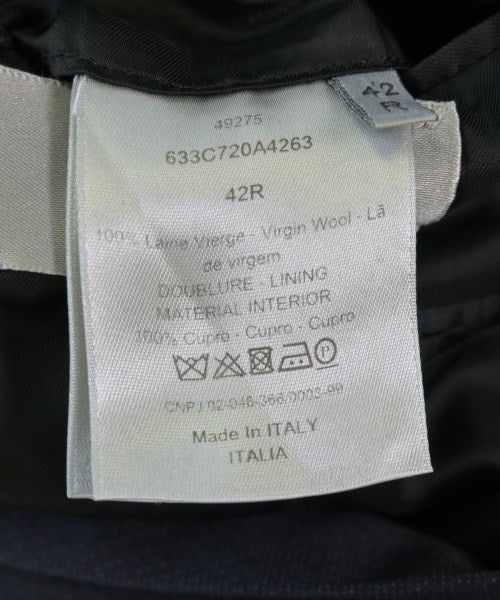 42
R
49275
633C720A4263
42R
100% Laine Vierge - Virgin Wool - Lã
de virgem
DOUBLURE - LINING
MATERIAL INTERIOR
100% Cupro - Cupro - Cupro
P
CNPJ 02-046-366/0003-99
Made In ITALY
ITALIA